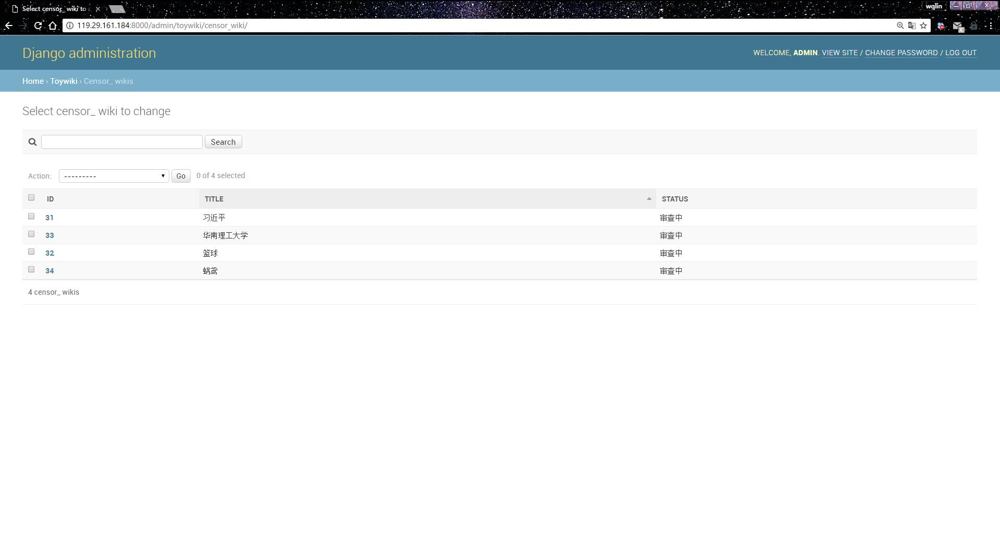 Select censor_ wiki to
wqlin
119.29.161.184:8000/admin/toywiki/censor_wiki/
Django administration
WELCOME, ADMIN. VIEW SITE / CHANGE PASSWORD / LOG OUT
Home › Toywiki › Censor_ wikis
Select censor_ wiki to change
Search
Action: --------- Go 0 of 4 selected
ID TITLE STATUS
31 习近平 审查中
33 华南理工大学 审查中
32 篮球 审查中
34 蜗鸢 审查中
4 censor_ wikis